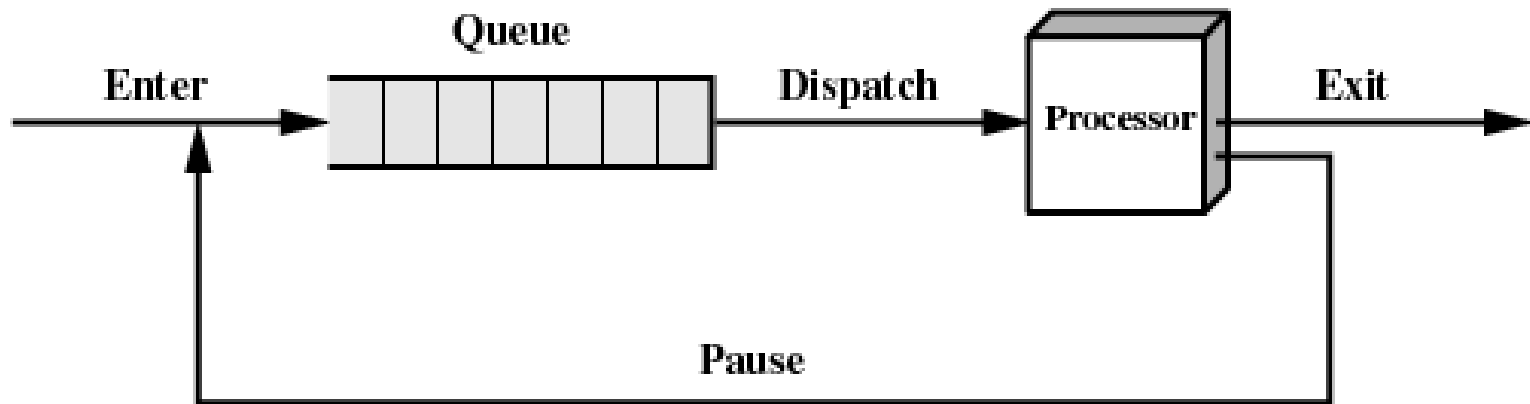 Queue
Enter
Dispatch
Processor
Exit
Pause